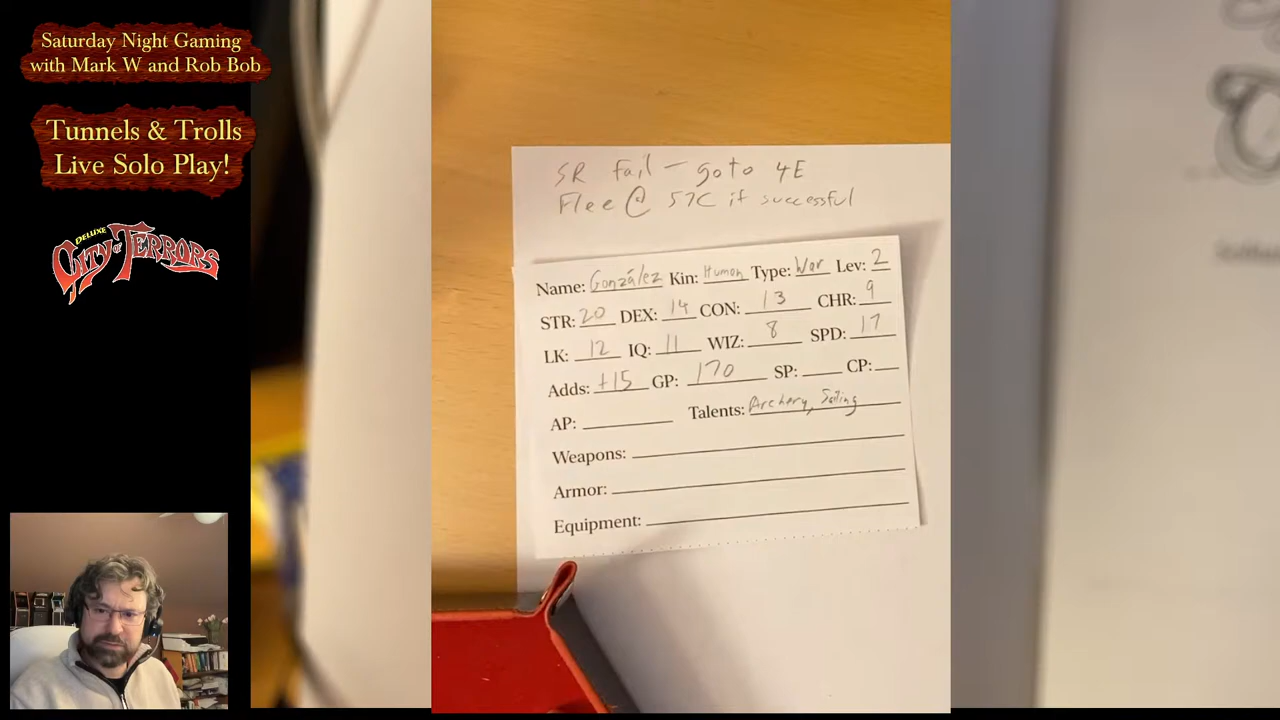 Saturday Night Gaming
with Mark W and Rob Bob
Tunnels & Trolls
Live Solo Play!
DELUXE
CITY OF TERRORS
SR fail – goto 4E
Flee @ 57C if successful
Name: González Kin: Human Type: War Lev: 2
STR: 20 DEX: 14 CON: 13 CHR: 9
LK: 12 IQ: 11 WIZ: 8 SPD: 17
Adds: +15 GP: 170 SP: CP:
AP: Talents: Archery, Sailing
Weapons:
Armor:
Equipment: